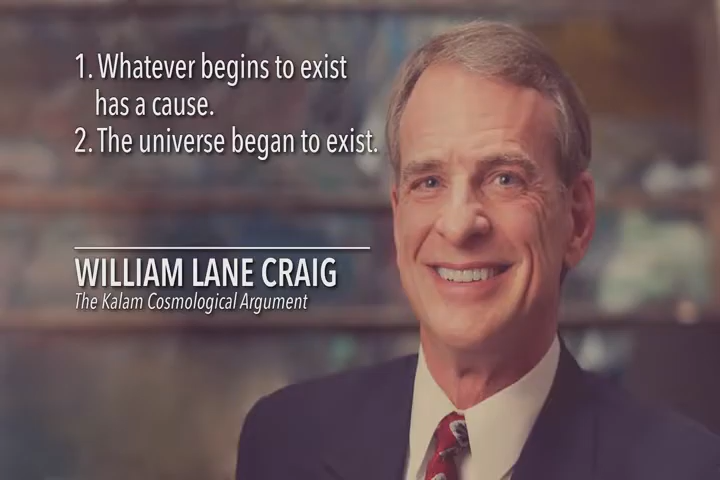 1. Whatever begins to exist
has a cause.
2. The universe began to exist.
WILLIAM LANE CRAIG
The Kalam Cosmological Argument